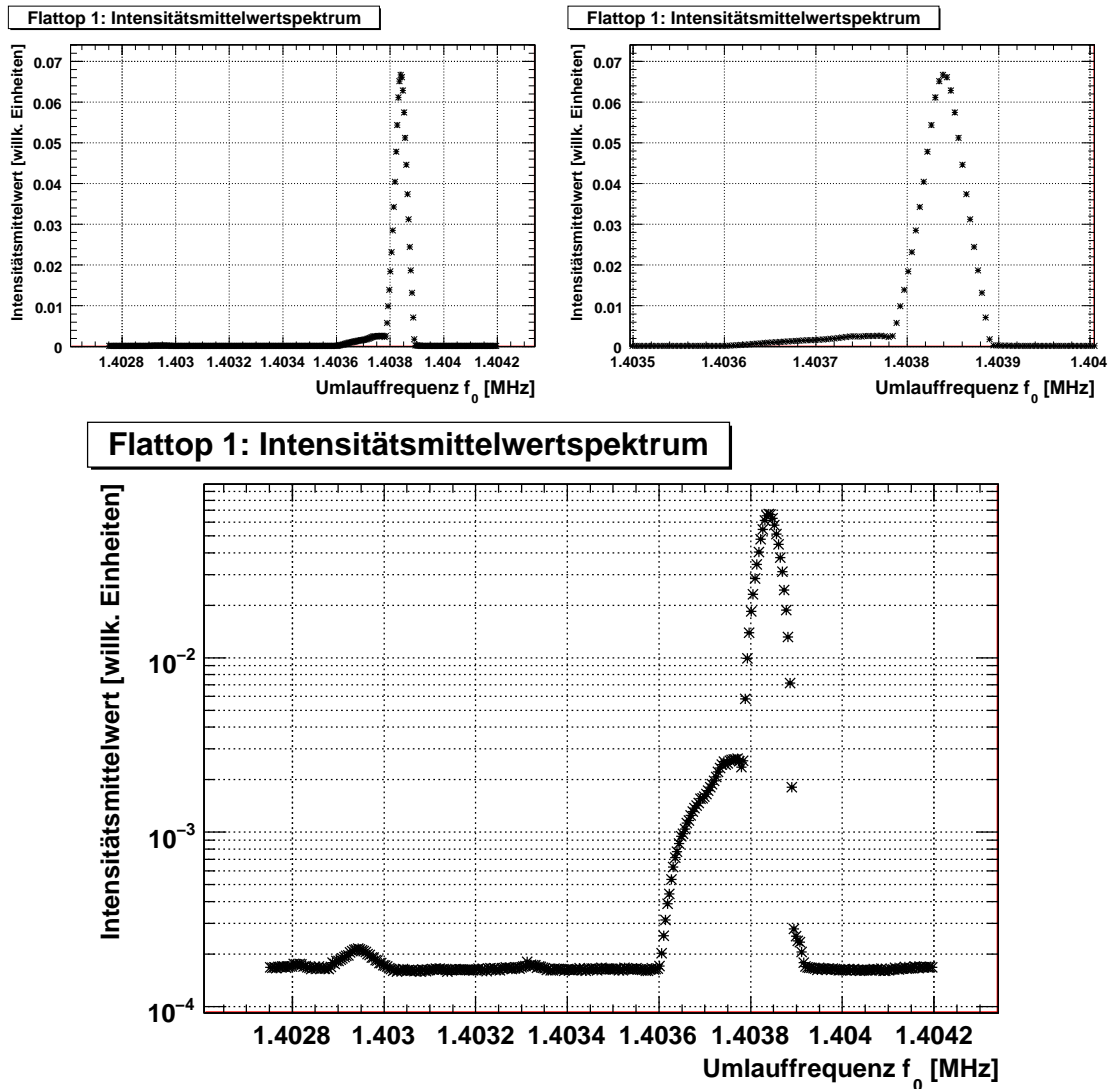 Flattop 1: Intensitätsmittelwertspektrum
Intensitätsmittelwert [willk. Einheiten]
0.07
0.06
0.05
0.04
0.03
0.02
0.01
0
1.4028 1.403 1.4032 1.4034 1.4036 1.4038 1.404 1.4042
Umlauffrequenz f0 [MHz]
Flattop 1: Intensitätsmittelwertspektrum
Intensitätsmittelwert [willk. Einheiten]
0.07
0.06
0.05
0.04
0.03
0.02
0.01
0
1.4035 1.4036 1.4037 1.4038 1.4039 1.404
Umlauffrequenz f0 [MHz]
Flattop 1: Intensitätsmittelwertspektrum
Intensitätsmittelwert [willk. Einheiten]
10−2
10−3
10−4
1.4028 1.403 1.4032 1.4034 1.4036 1.4038 1.404 1.4042
Umlauffrequenz f0 [MHz]